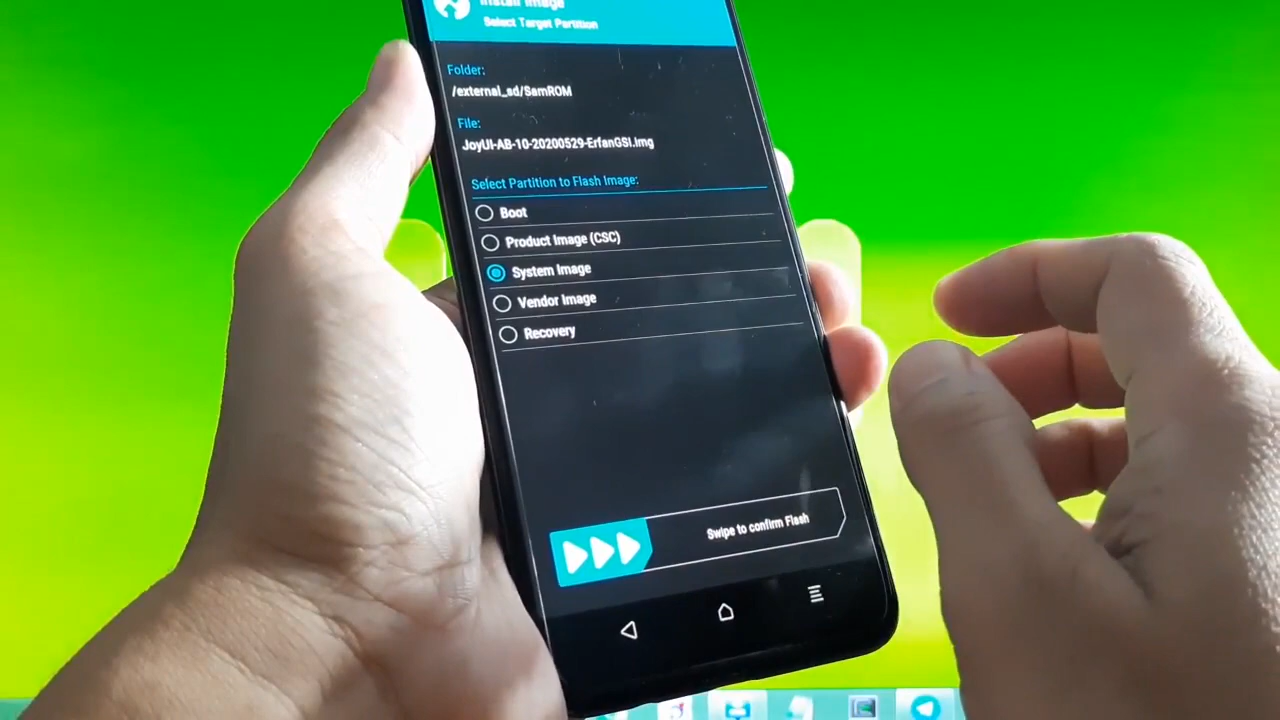 Install Image
Select Target Partition
Folder:
/external_sd/SamROM
File:
JoyUI-AB-10-20200529-ErfanGSI.img
Select Partition to Flash Image:
Boot
Product Image (CSC)
System Image
Vendor Image
Recovery
Swipe to confirm Flash